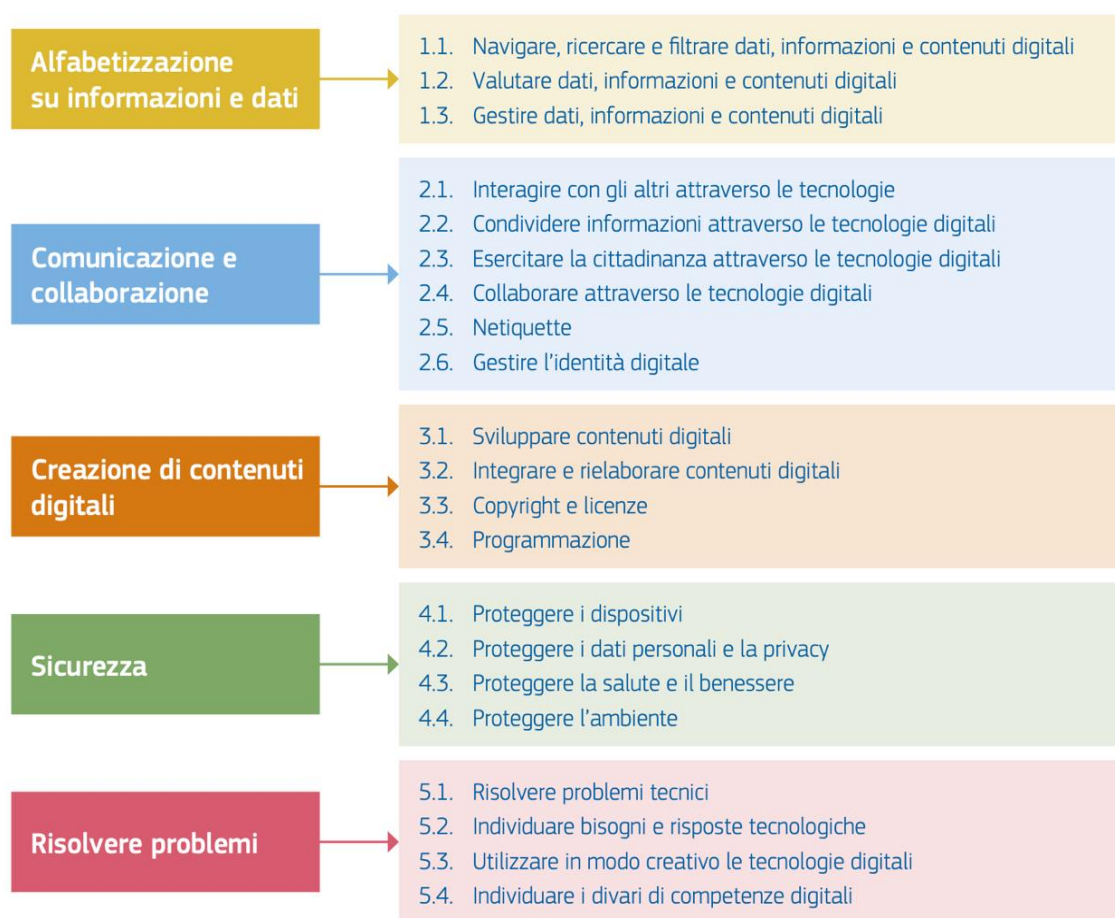 Alfabetizzazione
su informazioni e dati
1.1. Navigare, ricercare e filtrare dati, informazioni e contenuti digitali
1.2. Valutare dati, informazioni e contenuti digitali
1.3. Gestire dati, informazioni e contenuti digitali
Comunicazione e
collaborazione
2.1. Interagire con gli altri attraverso le tecnologie
2.2. Condividere informazioni attraverso le tecnologie digitali
2.3. Esercitare la cittadinanza attraverso le tecnologie digitali
2.4. Collaborare attraverso le tecnologie digitali
2.5. Netiquette
2.6. Gestire l'identità digitale
Creazione di contenuti
digitali
3.1. Sviluppare contenuti digitali
3.2. Integrare e rielaborare contenuti digitali
3.3. Copyright e licenze
3.4. Programmazione
Sicurezza
4.1. Proteggere i dispositivi
4.2. Proteggere i dati personali e la privacy
4.3. Proteggere la salute e il benessere
4.4. Proteggere l'ambiente
Risolvere problemi
5.1. Risolvere problemi tecnici
5.2. Individuare bisogni e risposte tecnologiche
5.3. Utilizzare in modo creativo le tecnologie digitali
5.4. Individuare i divari di competenze digitali